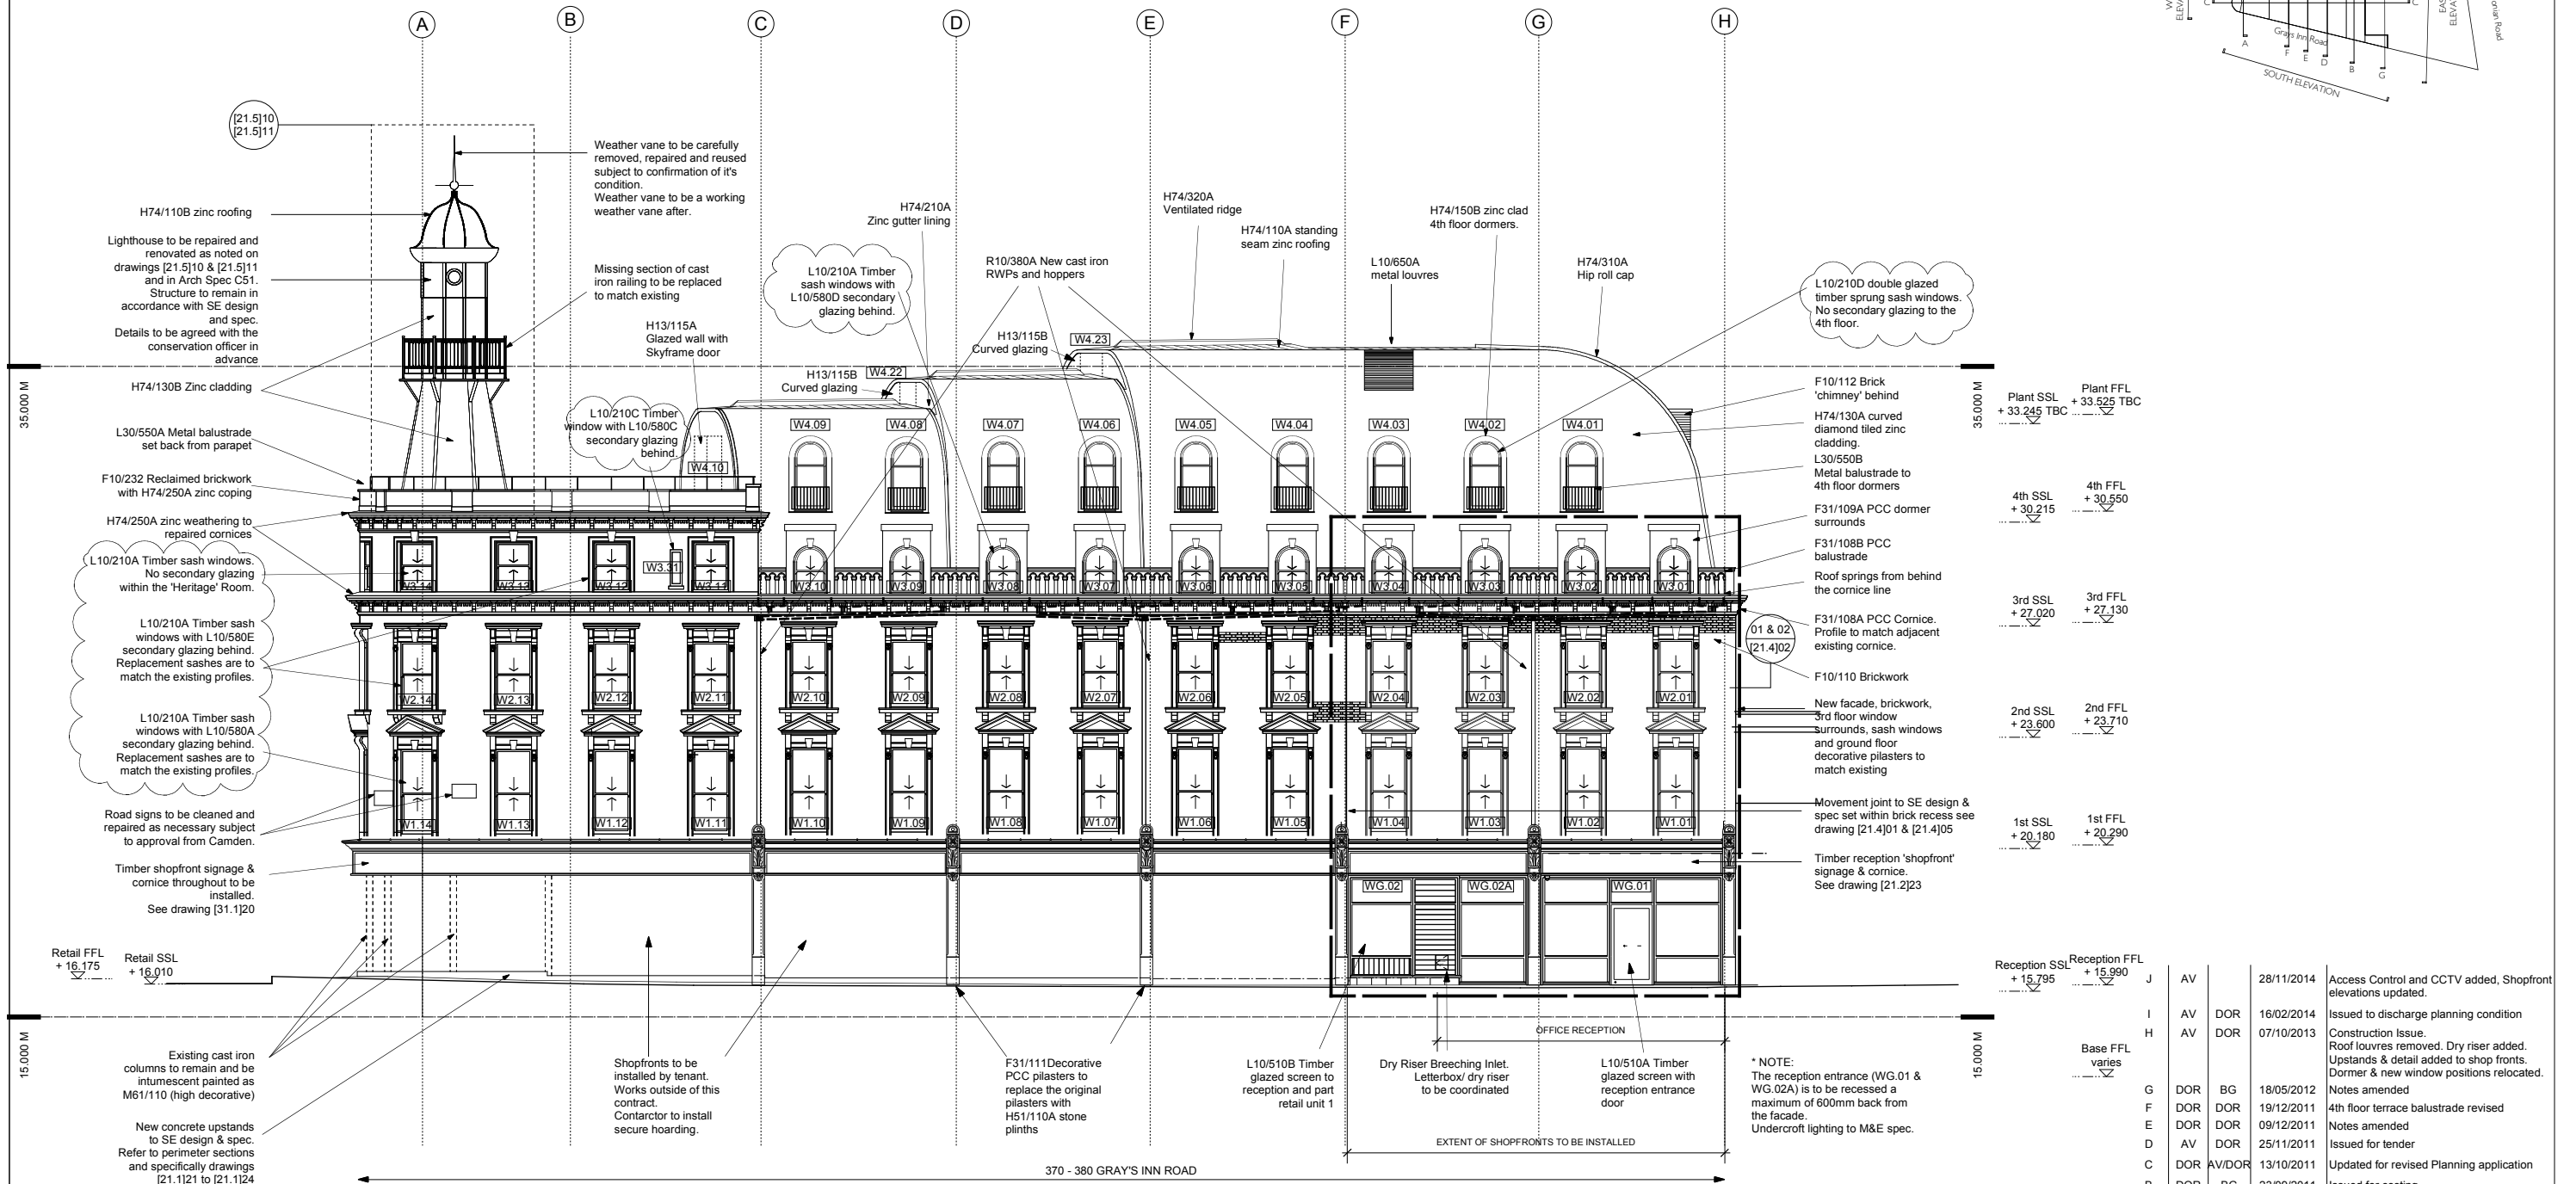 A
B
C
D
E
F
G
H
[21.5]10
[21.5]11
Weather vane to be carefully
removed, repaired and reused
subject to confirmation of it's
condition.
Weather vane to be a working
weather vane after.
H74/110B zinc roofing
Lighthouse to be repaired and
renovated as noted on
drawings [21.5]10 & [21.5]11
and in Arch Spec C51.
Structure to remain in
accordance with SE design
and spec.
Details to be agreed with the
conservation officer in
advance
Missing section of cast
iron railing to be replaced
to match existing
H13/115A
Glazed wall with
Skyframe door
H74/210A
Zinc gutter lining
L10/210A Timber
sash windows with
L10/580D secondary
glazing behind.
R10/380A New cast iron
RWPs and hoppers
H74/320A
Ventilated ridge
H74/110A standing
seam zinc roofing
L10/650A
metal louvres
H74/150B zinc clad
4th floor dormers.
H74/310A
Hip roll cap
L10/210D double glazed
timber sprung sash windows.
No secondary glazing to the
4th floor.
H13/115B
Curved glazing
H13/115B
Curved glazing
W4.23
W4.22
L10/210C Timber
window with L10/580C
secondary glazing
behind.
H74/130B Zinc cladding
L30/550A Metal balustrade
set back from parapet
F10/232 Reclaimed brickwork
with H74/250A zinc coping
H74/250A zinc weathering to
repaired cornices
L10/210A Timber sash windows.
No secondary glazing
within the 'Heritage' Room.
L10/210A Timber sash
windows with L10/580E
secondary glazing behind.
Replacement sashes are to
match the existing profiles.
L10/210A Timber sash
windows with L10/580A
secondary glazing behind.
Replacement sashes are to
match the existing profiles.
Road signs to be cleaned and
repaired as necessary subject
to approval from Camden.
Timber shopfront signage &
cornice throughout to be
installed.
See drawing [31.1]20
Retail FFL
+ 16.175
Retail SSL
+ 16.010
Existing cast iron
columns to remain and be
intumescent painted as
M61/110 (high decorative)
New concrete upstands
to SE design & spec.
Refer to perimeter sections
and specifically drawings
[21.1]21 to [21.1]24
35.000 M
15.000 M
W4.10
W4.09
W4.08
W4.07
W4.06
W4.05
W4.04
W4.03
W4.02
W4.01
W3.14
W3.13
W3.12
W3.31
W3.11
W3.10
W3.09
W3.08
W3.07
W3.06
W3.05
W3.04
W3.03
W3.02
W3.01
W2.14
W2.13
W2.12
W2.11
W2.10
W2.09
W2.08
W2.07
W2.06
W2.05
W2.04
W2.03
W2.02
W2.01
W1.14
W1.13
W1.12
W1.11
W1.10
W1.09
W1.08
W1.07
W1.06
W1.05
W1.04
W1.03
W1.02
W1.01
WG.02
WG.02A
WG.01
F10/112 Brick
'chimney' behind
H74/130A curved
diamond tiled zinc
cladding.
L30/550B
Metal balustrade to
4th floor dormers
F31/109A PCC dormer
surrounds
F31/108B PCC
balustrade
Roof springs from behind
the cornice line
F31/108A PCC Cornice.
Profile to match adjacent
existing cornice.
01 & 02
[21.4]02
F10/110 Brickwork
New facade, brickwork,
3rd floor window
surrounds, sash windows
and ground floor
decorative pilasters to
match existing
Movement joint to SE design &
spec set within brick recess see
drawing [21.4]01 & [21.4]05
Timber reception 'shopfront'
signage & cornice.
See drawing [21.2]23
35.000 M
15.000 M
Plant SSL
+ 33.245 TBC
Plant FFL
+ 33.525 TBC
4th SSL
+ 30.215
4th FFL
+ 30.550
3rd SSL
+ 27.020
3rd FFL
+ 27.130
2nd SSL
+ 23.600
2nd FFL
+ 23.710
1st SSL
+ 20.180
1st FFL
+ 20.290
Reception SSL
+ 15.795
Reception FFL
+ 15.990
Base FFL
varies
Shopfronts to be
installed by tenant.
Works outside of this
contract.
Contarctor to install
secure hoarding.
F31/111Decorative
PCC pilasters to
replace the original
pilasters with
H51/110A stone
plinths
L10/510B Timber
glazed screen to
reception and part
retail unit 1
Dry Riser Breeching Inlet.
Letterbox/ dry riser
to be coordinated
L10/510A Timber
glazed screen with
reception entrance
door
OFFICE RECEPTION
EXTENT OF SHOPFRONTS TO BE INSTALLED
370 - 380 GRAY'S INN ROAD
* NOTE:
The reception entrance (WG.01 &
WG.02A) is to be recessed a
maximum of 600mm back from
the facade.
Undercroft lighting to M&E spec.
J AV 28/11/2014 Access Control and CCTV added, Shopfront
elevations updated.
I AV DOR 16/02/2014 Issued to discharge planning condition
H AV DOR 07/10/2013 Construction Issue.
Roof louvres removed. Dry riser added.
Upstands & detail added to shop fronts.
Dormer & new window positions relocated.
G DOR BG 18/05/2012 Notes amended
F DOR DOR 19/12/2011 4th floor terrace balustrade revised
E DOR DOR 09/12/2011 Notes amended
D AV DOR 25/11/2011 Issued for tender
C DOR AV/DOR 13/10/2011 Updated for revised Planning application
C
C
Grays Inn Road
A
F
E
D
B
G
SOUTH ELEVATION